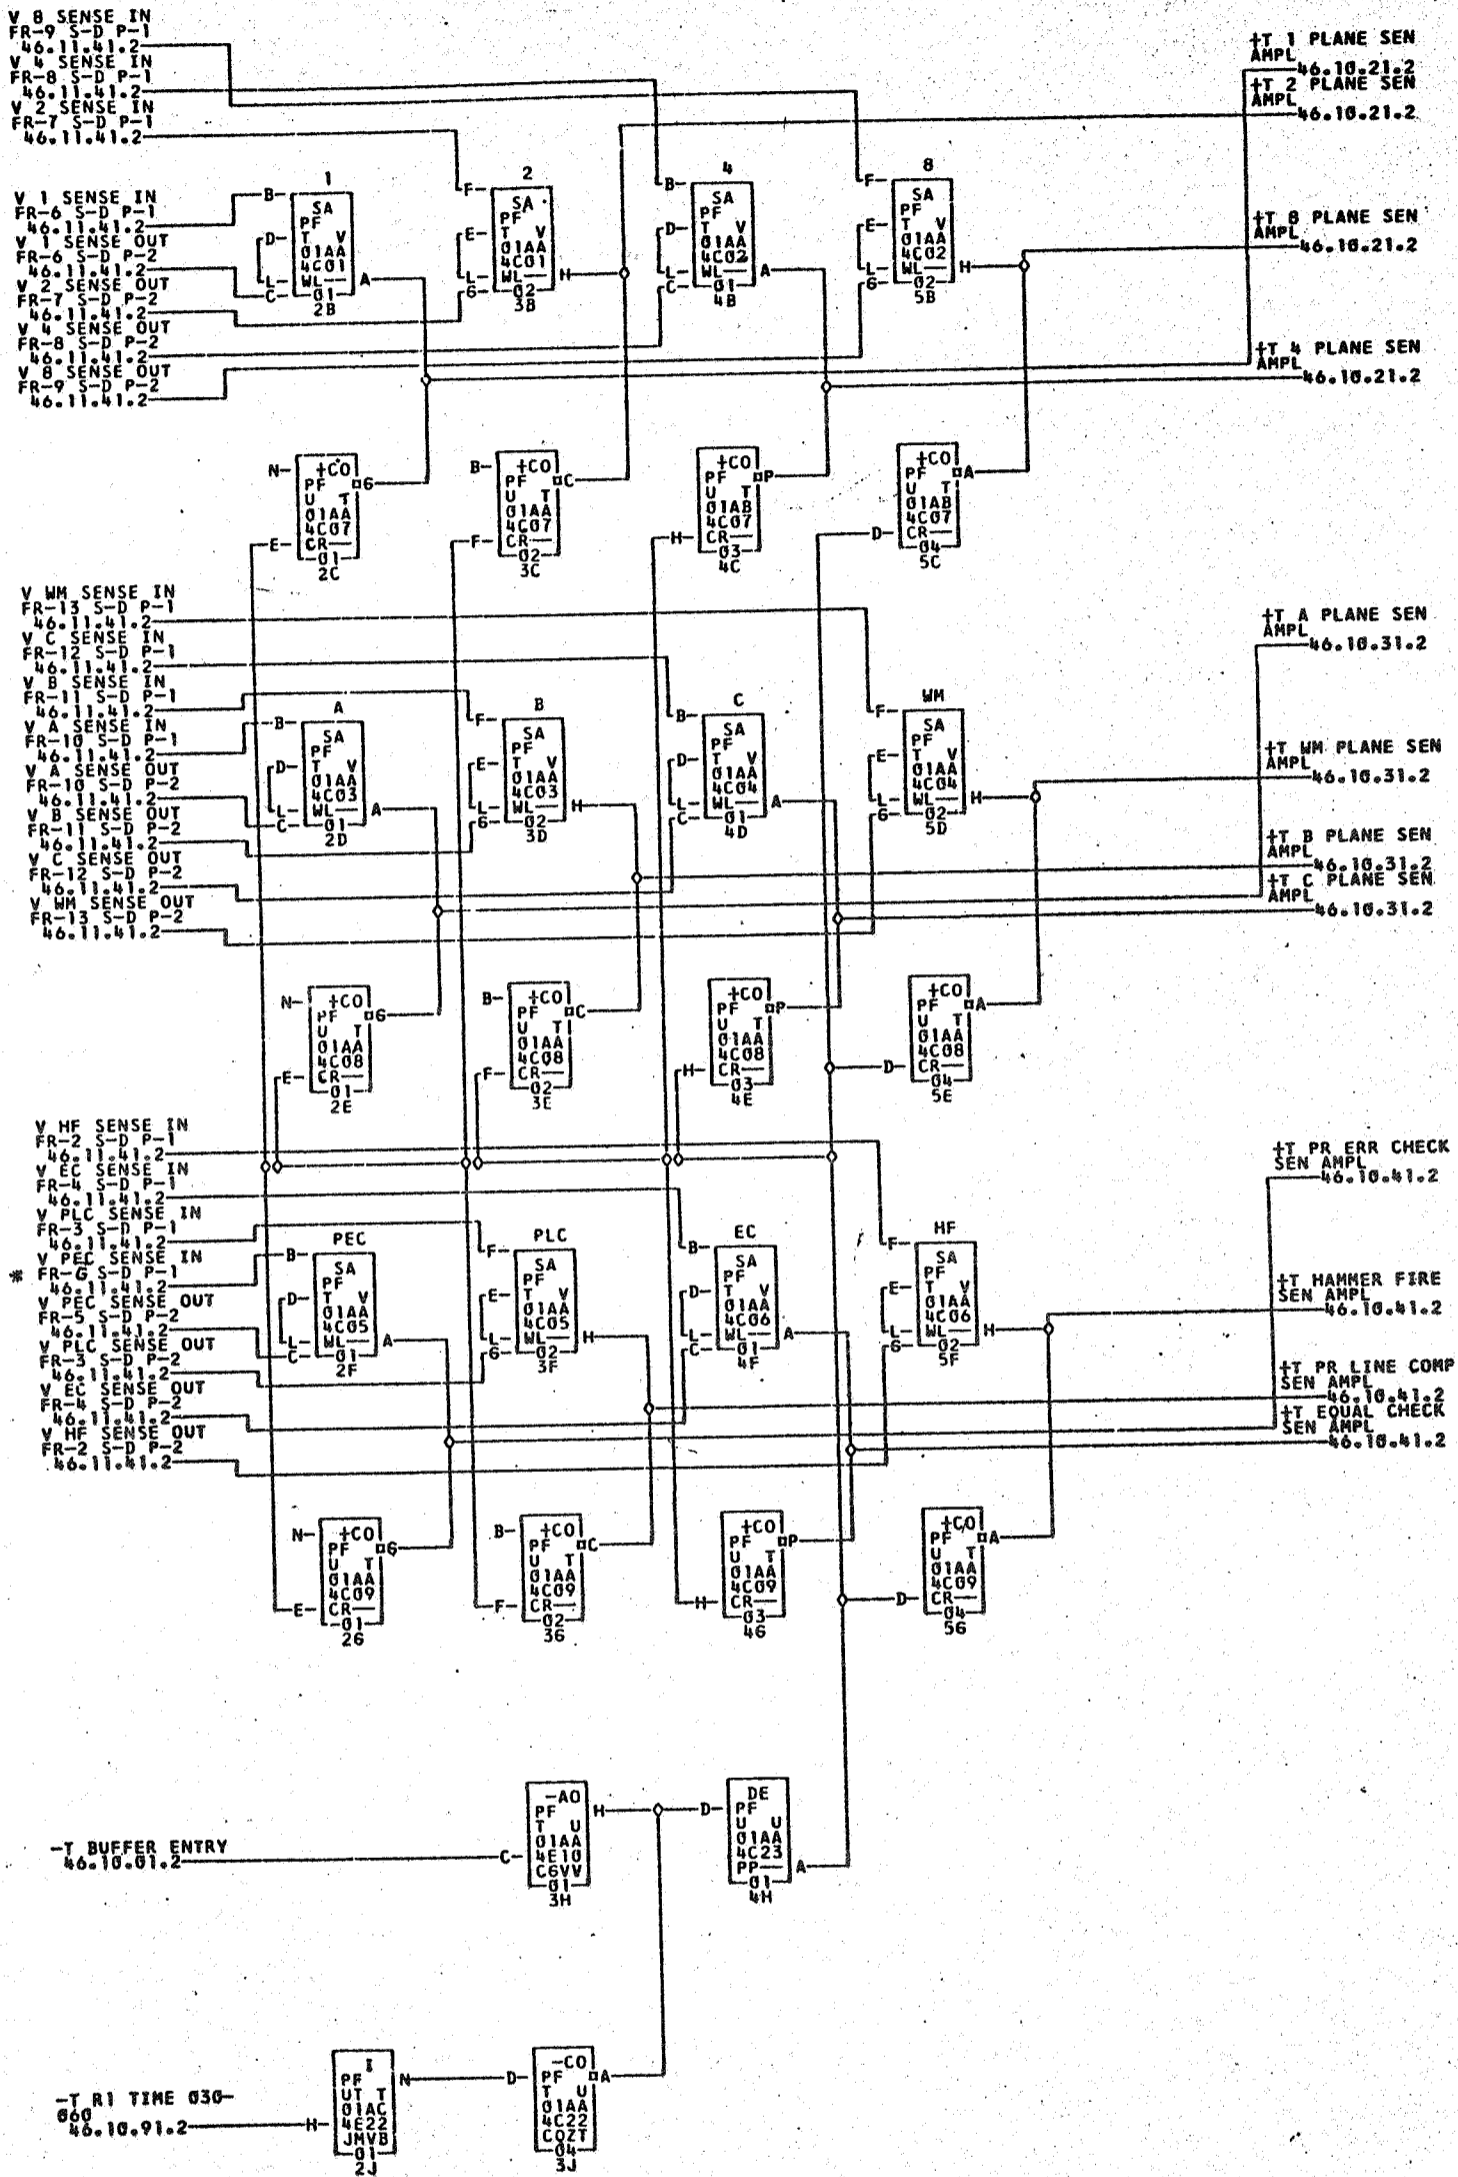 V 8 SENSE IN
FR-9 S-D P-1
46.11.41.2
V 4 SENSE IN
FR-8 S-D P-1
46.11.41.2
V 2 SENSE IN
FR-7 S-D P-1
46.11.41.2
V 1 SENSE IN
FR-6 S-D P-1
46.11.41.2
V 1 SENSE OUT
FR-6 S-D P-2
46.11.41.2
V 2 SENSE OUT
FR-7 S-D P-2
46.11.41.2
V 4 SENSE OUT
FR-8 S-D P-2
46.11.41.2
V 8 SENSE OUT
FR-9 S-D P-2
46.11.41.2
+T 1 PLANE SEN
AMPL
46.10.21.2
+T 2 PLANE SEN
AMPL
46.10.21.2
+T 8 PLANE SEN
AMPL
46.10.21.2
+T 4 PLANE SEN
AMPL
46.10.21.2
1
B
D
L
C
SA
PF
T V
01AA
4C01
WL
01
2B
A
2
F
E
L
G
SA
PF
T V
01AA
4C01
WL
02
3B
H
4
B
D
L
C
SA
PF
T V
01AA
4C02
WL
01
4B
A
8
F
E
L
G
SA
PF
T V
01AA
4C02
WL
02
5B
H
N
E
+CO
PF
U T
01AA
4C07
CR
01
2C
G
B
F
+CO
PF
U T
01AA
4C07
CR
02
3C
C
H
+CO
PF
U T
01AB
4C07
CR
03
4C
P
D
+CO
PF
U T
01AB
4C07
CR
04
5C
A
V WM SENSE IN
FR-13 S-D P-1
46.11.41.2
V C SENSE IN
FR-12 S-D P-1
46.11.41.2
V B SENSE IN
FR-11 S-D P-1
46.11.41.2
V A SENSE IN
FR-10 S-D P-1
46.11.41.2
V A SENSE OUT
FR-10 S-D P-2
46.11.41.2
V B SENSE OUT
FR-11 S-D P-2
46.11.41.2
V C SENSE OUT
FR-12 S-D P-2
46.11.41.2
V WM SENSE OUT
FR-13 S-D P-2
46.11.41.2
+T A PLANE SEN
AMPL
46.10.31.2
+T WM PLANE SEN
AMPL
46.10.31.2
+T B PLANE SEN
AMPL
46.10.31.2
+T C PLANE SEN
AMPL
46.10.31.2
A
B
D
L
C
SA
PF
T V
01AA
4C03
WL
01
2D
A
B
F
E
L
G
SA
PF
T V
01AA
4C03
WL
02
3D
H
C
B
D
L
C
SA
PF
T V
01AA
4C04
WL
01
4D
A
WM
F
E
L
G
SA
PF
T V
01AA
4C04
WL
02
5D
H
N
E
+CO
PF
U T
01AA
4C08
CR
01
2E
G
B
F
+CO
PF
U T
01AA
4C08
CR
02
3E
C
H
+CO
PF
U T
01AA
4C08
CR
03
4E
P
D
+CO
PF
U T
01AA
4C08
CR
04
5E
A
V HF SENSE IN
FR-2 S-D P-1
46.11.41.2
V EC SENSE IN
FR-4 S-D P-1
46.11.41.2
V PLC SENSE IN
FR-3 S-D P-1
46.11.41.2
V PEC SENSE IN
* FR-G S-D P-1
46.11.41.2
V PEC SENSE OUT
FR-5 S-D P-2
46.11.41.2
V PLC SENSE OUT
FR-3 S-D P-2
46.11.41.2
V EC SENSE OUT
FR-4 S-D P-2
46.11.41.2
V HF SENSE OUT
FR-2 S-D P-2
46.11.41.2
+T PR ERR CHECK
SEN AMPL
46.10.41.2
+T HAMMER FIRE
SEN AMPL
46.10.41.2
+T PR LINE COMP
SEN AMPL
46.10.41.2
+T EQUAL CHECK
SEN AMPL
46.10.41.2
PEC
B
D
L
C
SA
PF
T V
01AA
4C05
WL
01
2F
A
PLC
F
E
L
G
SA
PF
T V
01AA
4C05
WL
02
3F
H
EC
B
D
L
C
SA
PF
T V
01AA
4C06
WL
01
4F
A
HF
F
E
L
G
SA
PF
T V
01AA
4C06
WL
02
5F
H
N
E
+CO
PF
U T
01AA
4C09
CR
01
2G
G
B
F
+CO
PF
U T
01AA
4C09
CR
02
3G
C
H
+CO
PF
U T
01AA
4C09
CR
03
4G
P
D
+CO
PF
U T
01AA
4C09
CR
04
5G
A
-T BUFFER ENTRY
46.10.01.2
C
-AO
PF
T U
01AA
4E10
CGVV
01
3H
H
D
DE
PF
U U
01AA
4C23
PP
01
4H
A
-T R1 TIME 030-
060
46.10.91.2
H
I
PF
UT T
01AC
4E22
JMVB
01
2J
N
D
-CO
PF
T U
01AA
4C22
CQZT
04
3J
A